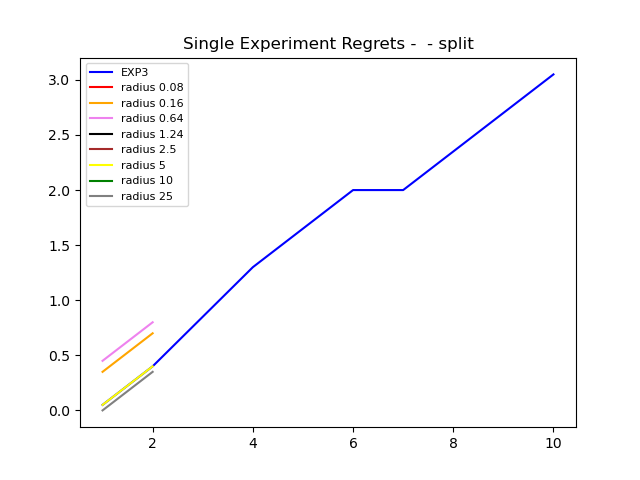 Single Experiment Regrets -  - split
EXP3
radius 0.08
radius 0.16
radius 0.64
radius 1.24
radius 2.5
radius 5
radius 10
radius 25
3.0
2.5
2.0
1.5
1.0
0.5
0.0
2 4 6 8 10